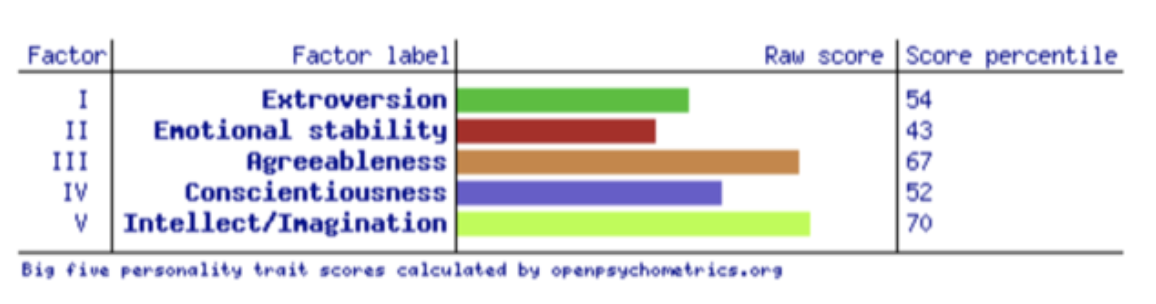 Factor Factor label Raw score Score percentile
I Extroversion 54
II Emotional stability 43
III Agreeableness 67
IV Conscientiousness 52
V Intellect/Imagination 70
Big five personality trait scores calculated by openpsychometrics.org